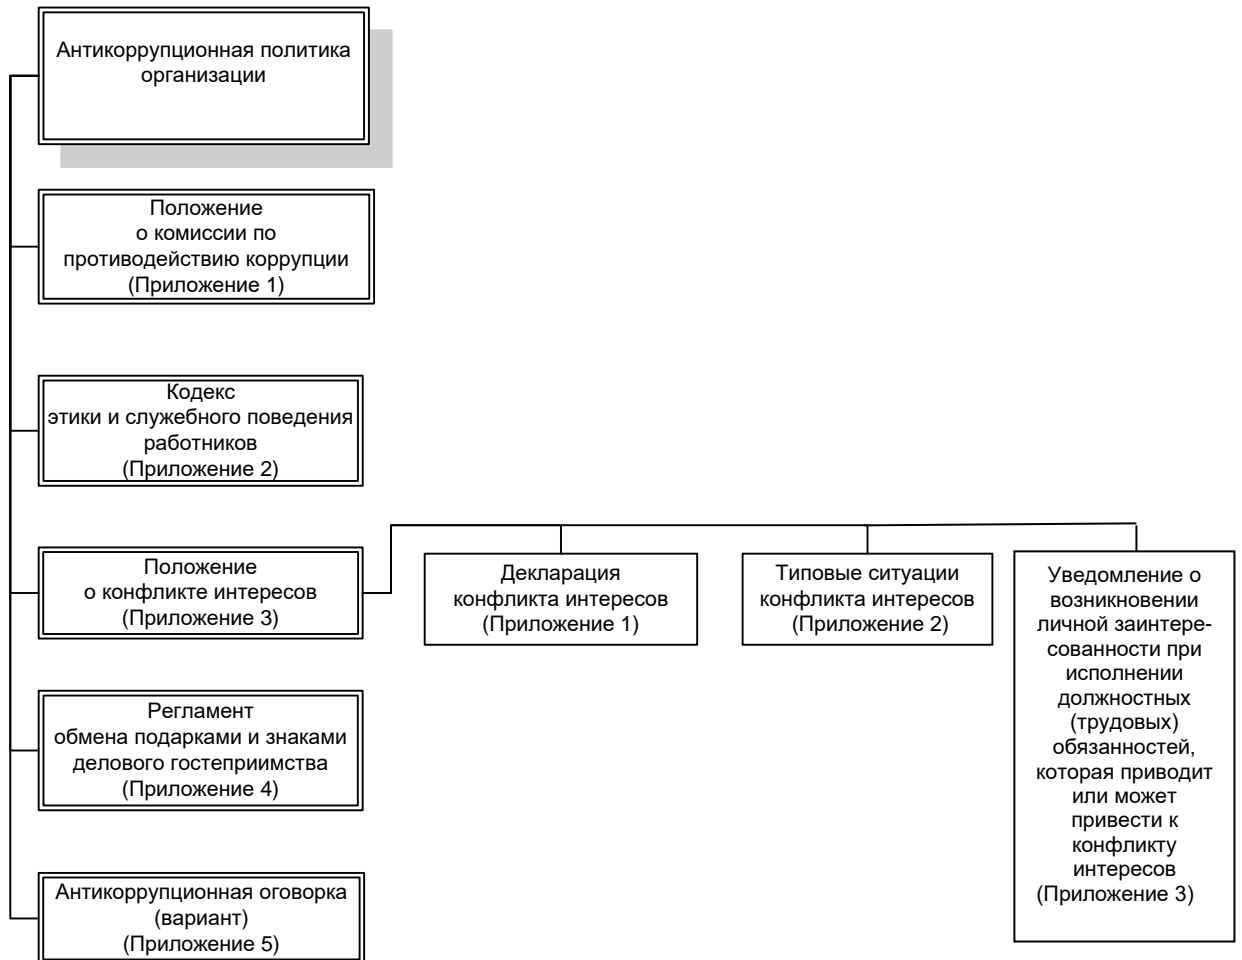 Антикоррупционная политика
организации
Положение
о комиссии по
противодействию коррупции
(Приложение 1)
Кодекс
этики и служебного поведения
работников
(Приложение 2)
Положение
о конфликте интересов
(Приложение 3)
Декларация
конфликта интересов
(Приложение 1)
Типовые ситуации
конфликта интересов
(Приложение 2)
Уведомление о
возникновении
личной заинтере-
сованности при
исполнении
должностных
(трудовых)
обязанностей,
которая приводит
или может
привести к
конфликту
интересов
(Приложение 3)
Регламент
обмена подарками и знаками
делового гостеприимства
(Приложение 4)
Антикоррупционная оговорка
(вариант)
(Приложение 5)